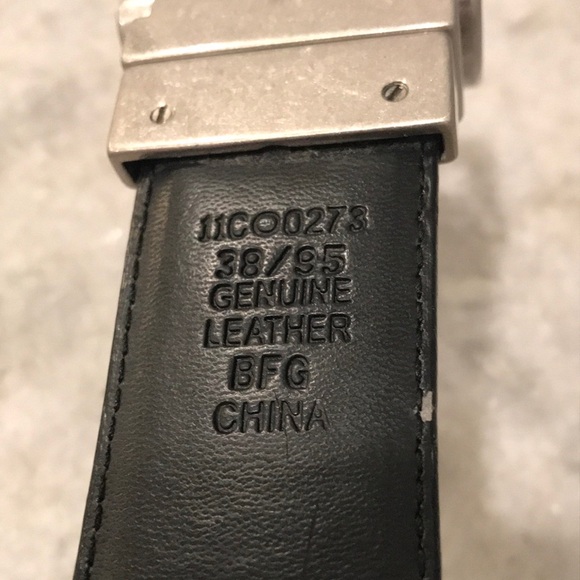 11CO0273
38/95
GENUINE
LEATHER
BFG
CHINA